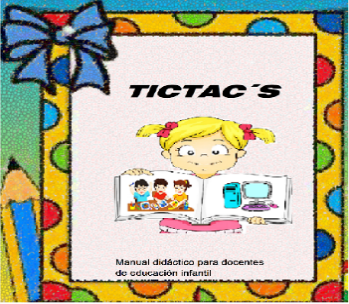 TICTAC´S
Manual didáctico para docentes
de educación infantil